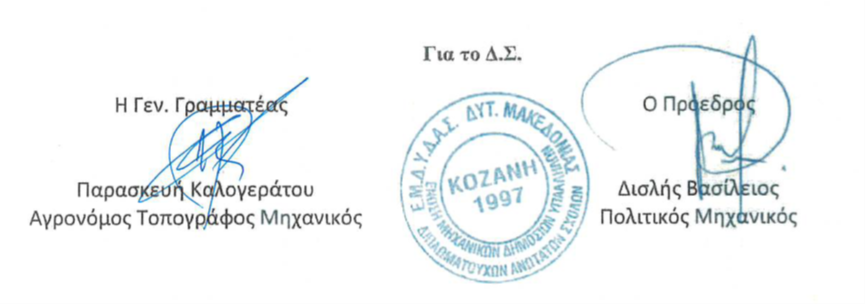 Για το Δ.Σ.
Η Γεν. Γραμματέας
Ο Πρόεδρος
Ε.Μ.Δ.Υ.Δ.Α.Σ. ΔΥΤ. ΜΑΚΕΔΟΝΙΑΣ
ΕΝΩΣΗ ΜΗΧΑΝΙΚΩΝ ΔΗΜΟΣΙΩΝ ΥΠΑΛΛΗΛΩΝ
ΔΙΠΛΩΜΑΤΟΥΧΩΝ ΑΝΩΤΑΤΩΝ ΣΧΟΛΩΝ
ΚΟΖΑΝΗ
1997
Παρασκευή Καλογεράτου
Αγρονόμος Τοπογράφος Μηχανικός
Δισλής Βασίλειος
Πολιτικός Μηχανικός